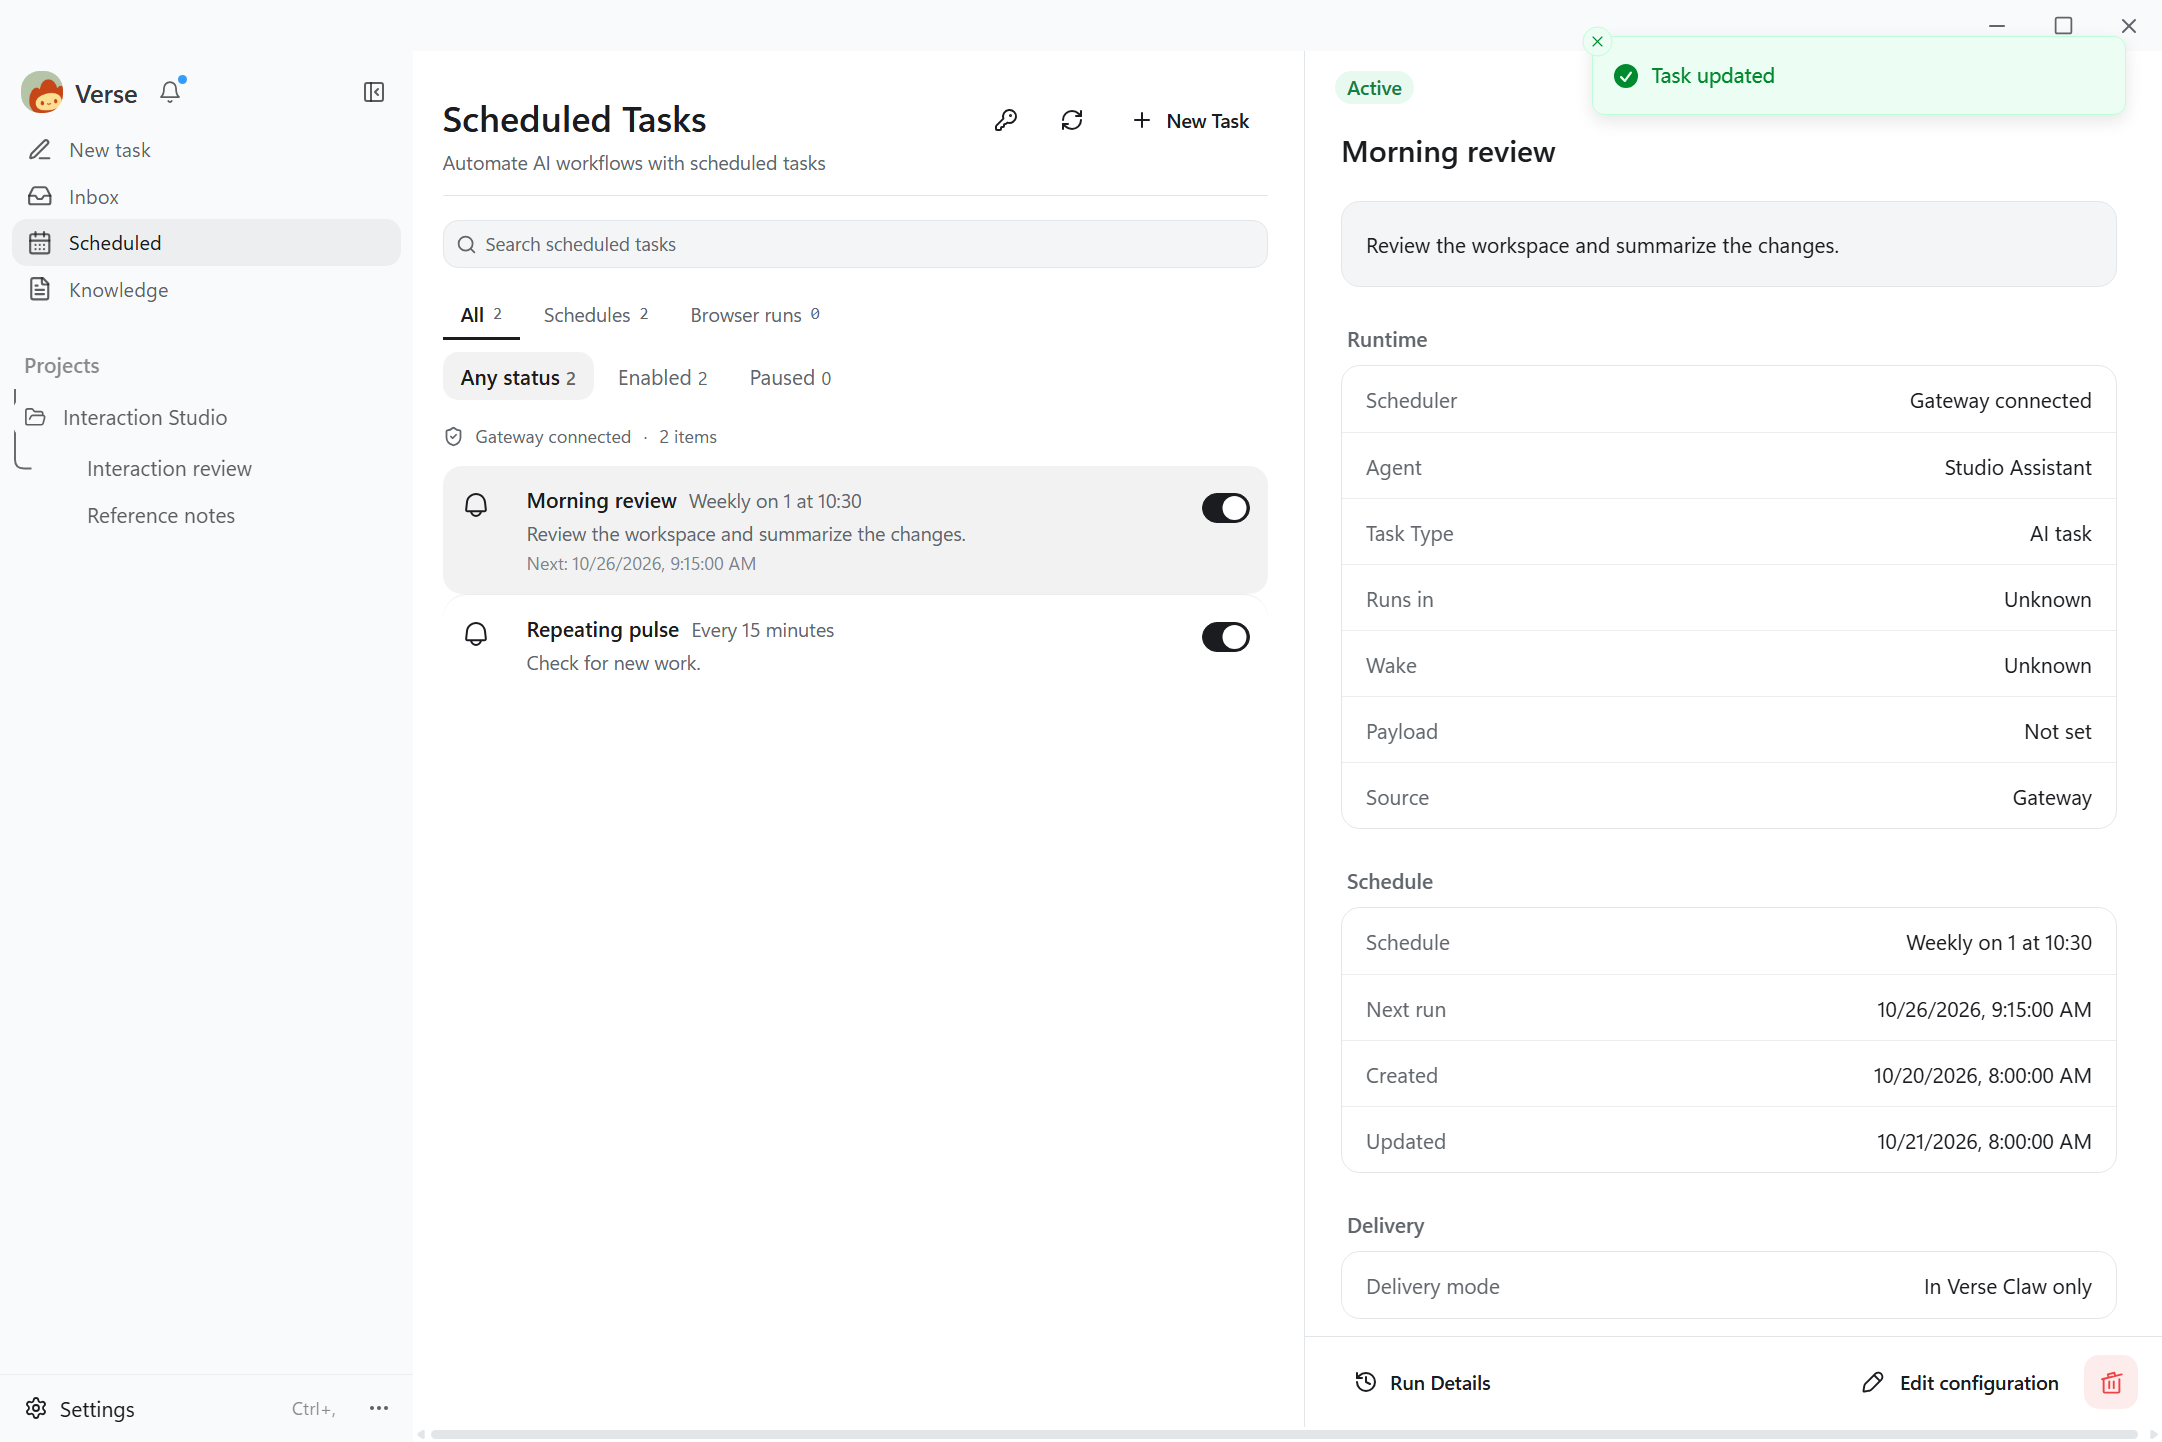 Verse
New task
Inbox
Scheduled
Knowledge
Projects
Interaction Studio
Interaction review
Reference notes
Settings Ctrl+,
Scheduled Tasks
New Task
Automate AI workflows with scheduled tasks
Search scheduled tasks
All 2 Schedules 2 Browser runs 0
Any status 2 Enabled 2 Paused 0
Gateway connected · 2 items
Morning review Weekly on 1 at 10:30
Review the workspace and summarize the changes.
Next: 10/26/2026, 9:15:00 AM
Repeating pulse Every 15 minutes
Check for new work.
Task updated
Active
Morning review
Review the workspace and summarize the changes.
Runtime
Scheduler Gateway connected
Agent Studio Assistant
Task Type AI task
Runs in Unknown
Wake Unknown
Payload Not set
Source Gateway
Schedule
Schedule Weekly on 1 at 10:30
Next run 10/26/2026, 9:15:00 AM
Created 10/20/2026, 8:00:00 AM
Updated 10/21/2026, 8:00:00 AM
Delivery
Delivery mode In Verse Claw only
Run Details Edit configuration